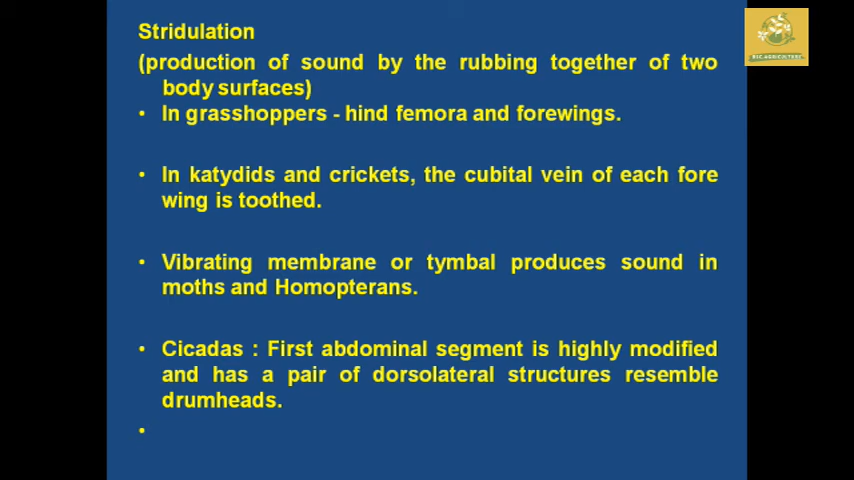 Stridulation
(production of sound by the rubbing together of two
body surfaces)
• In grasshoppers - hind femora and forewings.
• In katydids and crickets, the cubital vein of each fore
wing is toothed.
• Vibrating membrane or tymbal produces sound in
moths and Homopterans.
• Cicadas : First abdominal segment is highly modified
and has a pair of dorsolateral structures resemble
drumheads.
•
BSC.AGRICULTURE